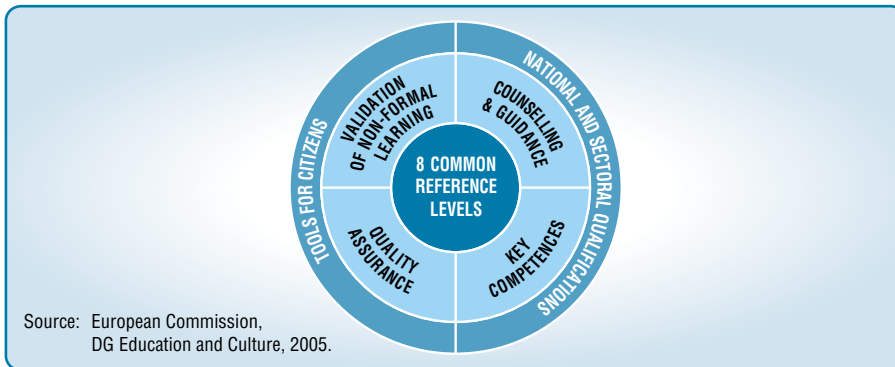 TOOLS FOR CITIZENS
NATIONAL AND SECTORAL QUALIFICATIONS
VALIDATION
OF NON-FORMAL
LEARNING
COUNSELLING
& GUIDANCE
8 COMMON
REFERENCE
LEVELS
QUALITY
ASSURANCE
KEY
COMPETENCES
Source: European Commission,
DG Education and Culture, 2005.